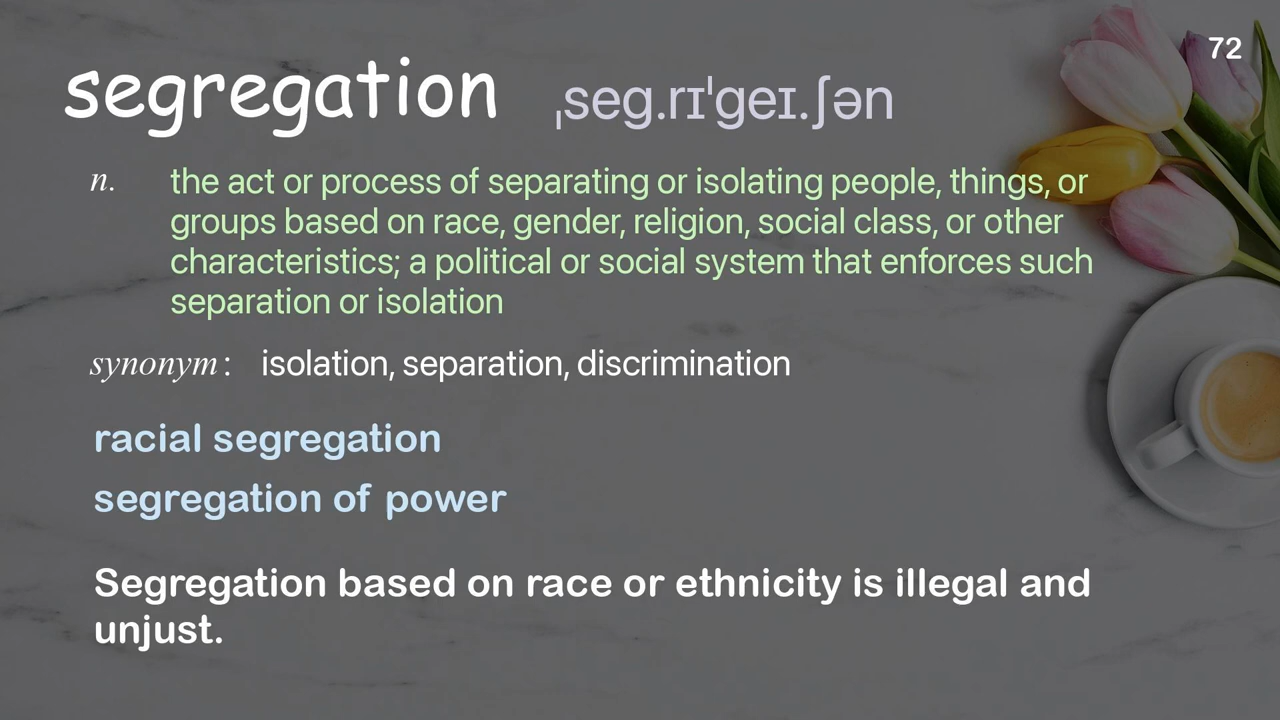 72
segregation ˌseg.rɪˈgeɪ.ʃən
n. the act or process of separating or isolating people, things, or
groups based on race, gender, religion, social class, or other
characteristics; a political or social system that enforces such
separation or isolation
synonym: isolation, separation, discrimination
racial segregation
segregation of power
Segregation based on race or ethnicity is illegal and
unjust.